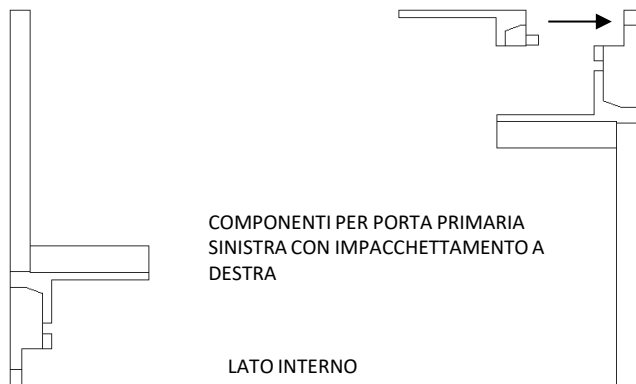 COMPONENTI PER PORTA PRIMARIA
SINISTRA CON IMPACCHETTAMENTO A
DESTRA
LATO INTERNO